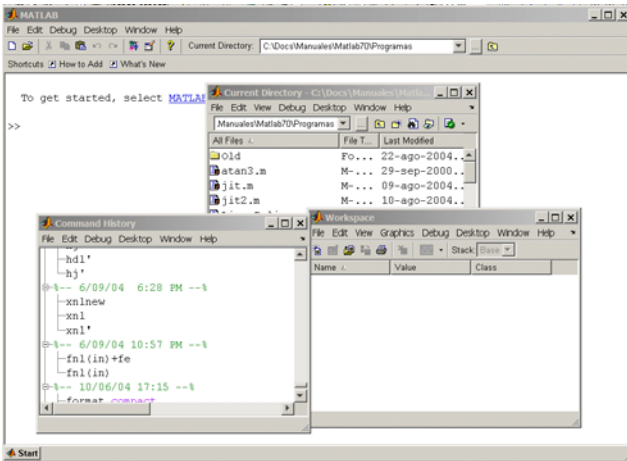 MATLAB
File Edit Debug Desktop Window Help
Current Directory: C:\Docs\Manuales\Matlab70\Programas
Shortcuts How to Add What's New
To get started, select MATLAB
>>
Current Directory - C:\Docs\Manuales\Matla...
File Edit View Debug Desktop Window Help
.Manuales\Matlab70\Programas
All Files File T... Last Modified
Old Fo... 22-ago-2004..
atan3.m M-... 29-sep-2000..
jit.m M-... 09-ago-2004..
jit2.m M-... 10-ago-2004..
Command History
File Edit Debug Desktop Window Help
hdl'
hj'
%-- 6/09/04 6:28 PM --%
xnlnew
xnl
xnl'
%-- 6/09/04 10:57 PM --%
fnl(in)+fe
fnl(in)
%-- 10/06/04 17:15 --%
format compact
Workspace
File Edit View Graphics Debug Desktop Window Help
Stack: Base
Name Value Class
Start